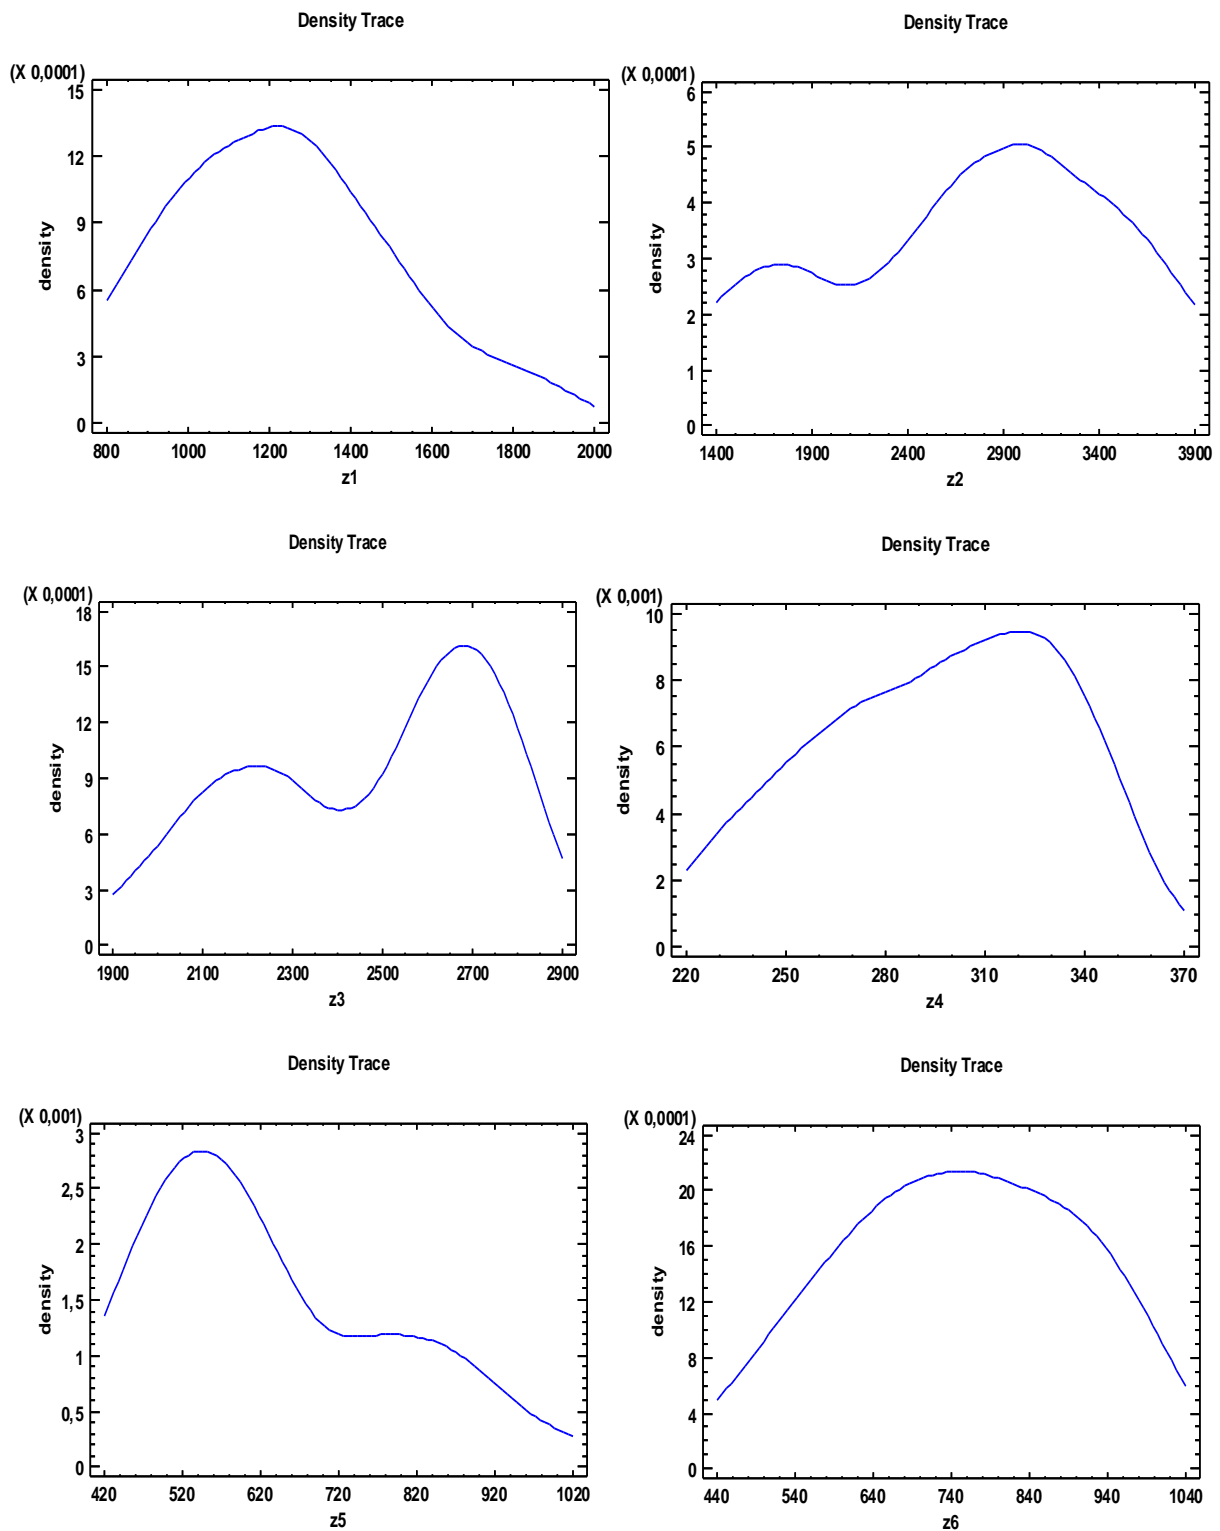 Density Trace
(X 0,0001)
15
12
9
6
3
0
density
800 1000 1200 1400 1600 1800 2000
z1
Density Trace
(X 0,0001)
6
5
4
3
2
1
0
density
1400 1900 2400 2900 3400 3900
z2
Density Trace
(X 0,0001)
18
15
12
9
6
3
0
density
1900 2100 2300 2500 2700 2900
z3
Density Trace
(X 0,001)
10
8
6
4
2
0
density
220 250 280 310 340 370
z4
Density Trace
(X 0,001)
3
2,5
2
1,5
1
0,5
0
density
420 520 620 720 820 920 1020
z5
Density Trace
(X 0,0001)
24
20
16
12
8
4
0
density
440 540 640 740 840 940 1040
z6